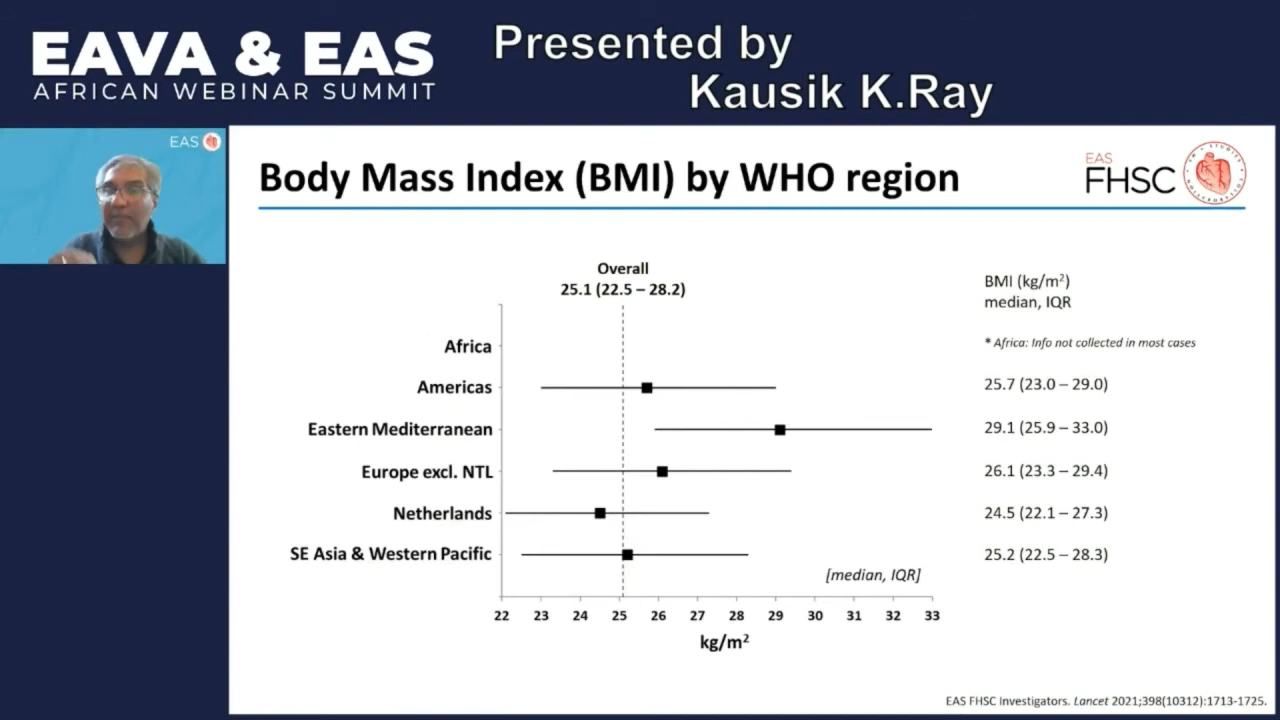 EAVA & EAS
AFRICAN WEBINAR SUMMIT
Presented by
Kausik K.Ray
EAS
Body Mass Index (BMI) by WHO region
EAS
FHSC
Overall
25.1 (22.5 – 28.2)
BMI (kg/m²)
median, IQR
Africa
* Africa: Info not collected in most cases
Americas
25.7 (23.0 – 29.0)
Eastern Mediterranean
29.1 (25.9 – 33.0)
Europe excl. NTL
26.1 (23.3 – 29.4)
Netherlands
24.5 (22.1 – 27.3)
SE Asia & Western Pacific
25.2 (22.5 – 28.3)
[median, IQR]
22 23 24 25 26 27 28 29 30 31 32 33
kg/m²
EAS FHSC Investigators. Lancet 2021;398(10312):1713-1725.